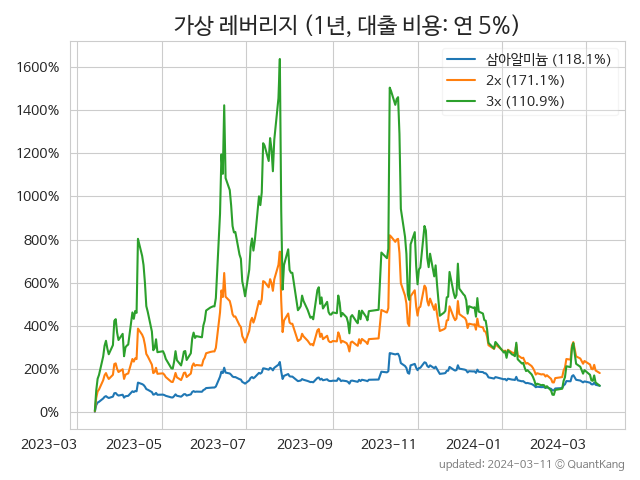 가상 레버리지 (1년, 대출 비용: 연 5%)
삼아알미늄 (118.1%)
2x (171.1%)
3x (110.9%)
1600%
1400%
1200%
1000%
800%
600%
400%
200%
0%
2023-03 2023-05 2023-07 2023-09 2023-11 2024-01 2024-03
updated: 2024-03-11 © QuantKang